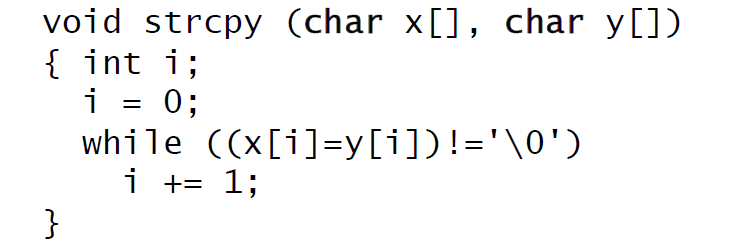 void strcpy (char x[], char y[])
{ int i;
  i = 0;
  while ((x[i]=y[i])!='\0')
    i += 1;
}